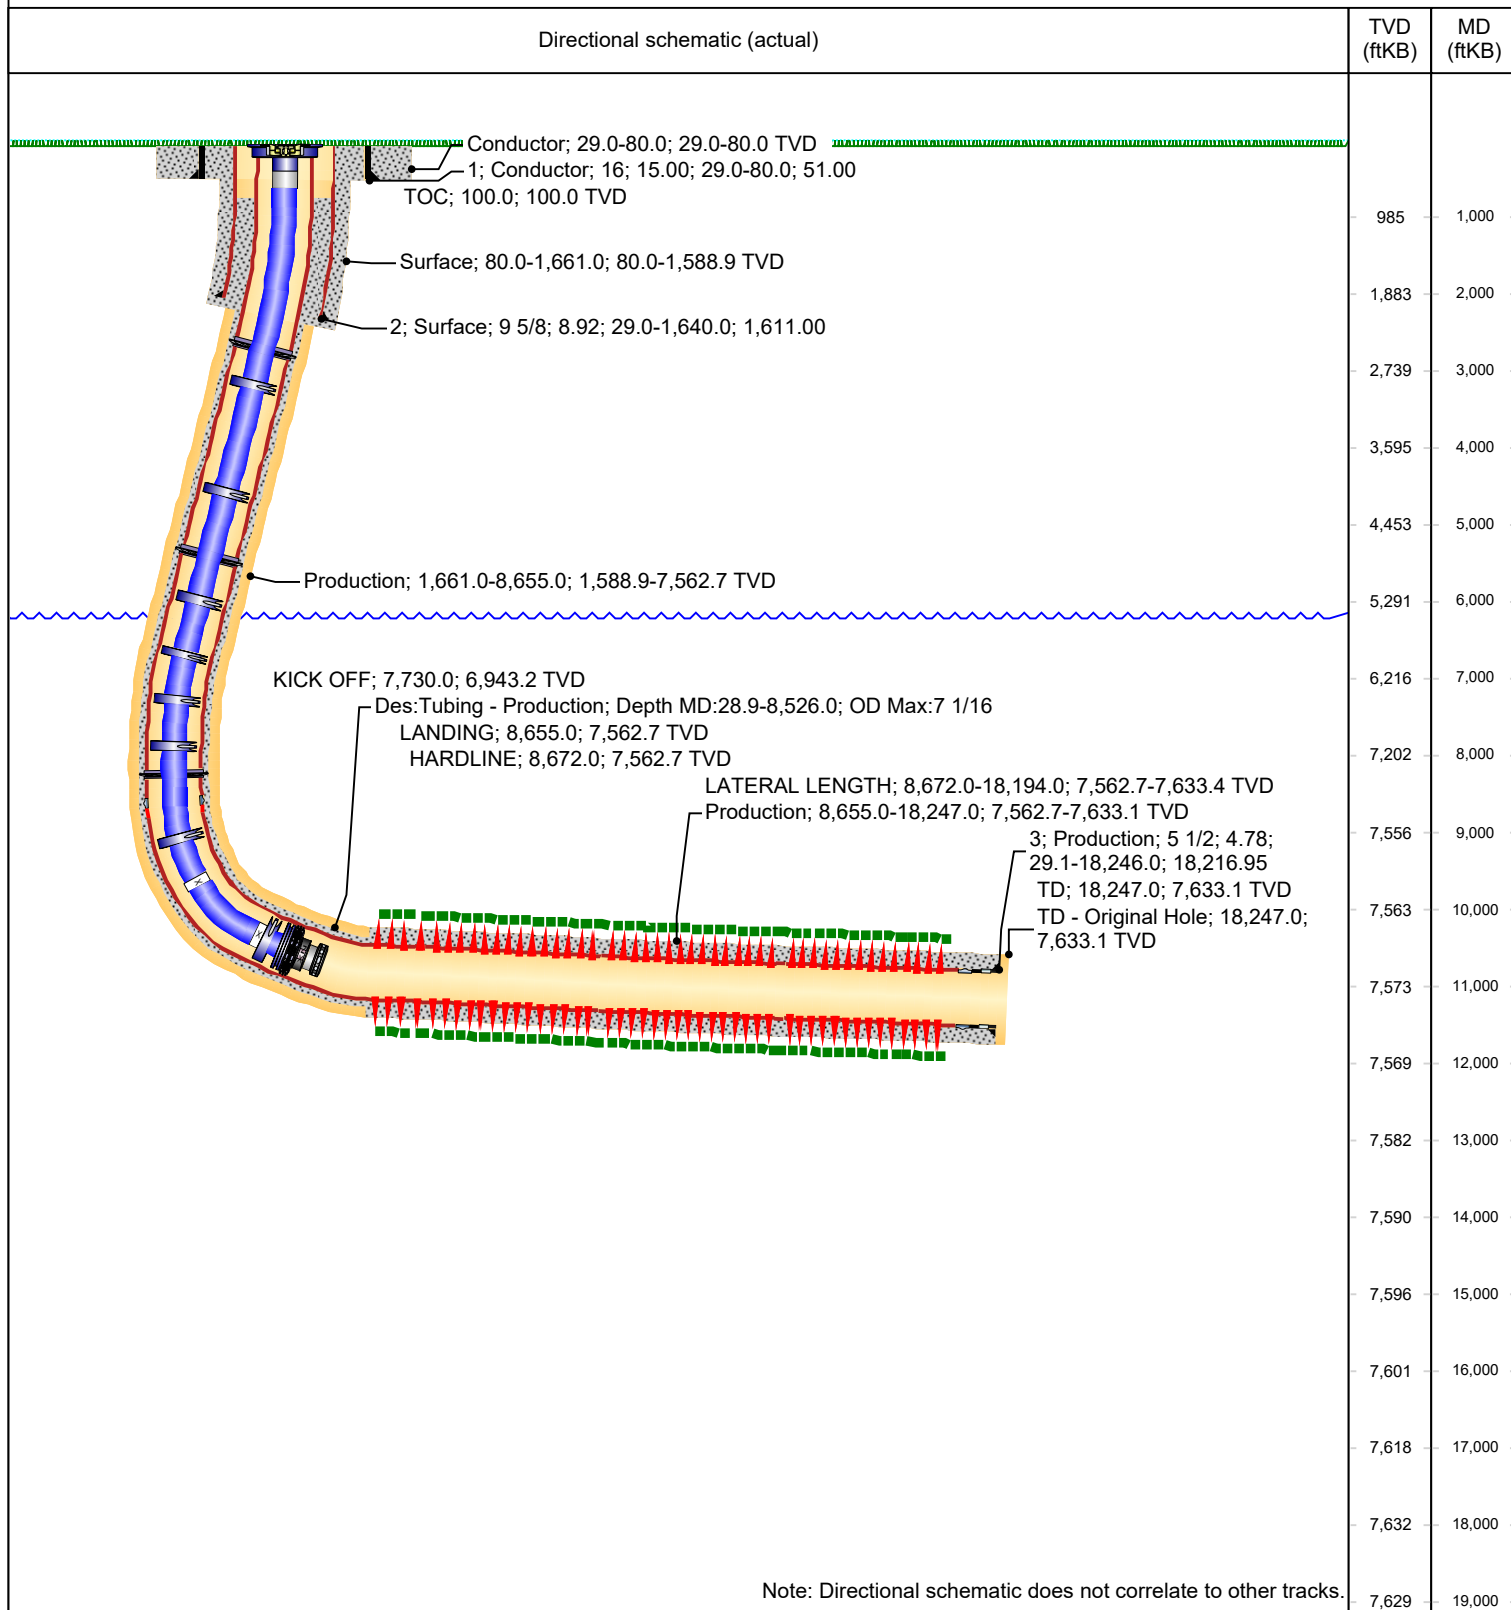 Directional schematic (actual)
TVD
(ftKB)
MD
(ftKB)
Conductor; 29.0-80.0; 29.0-80.0 TVD
1; Conductor; 16; 15.00; 29.0-80.0; 51.00
TOC; 100.0; 100.0 TVD
985 1,000
Surface; 80.0-1,661.0; 80.0-1,588.9 TVD
1,883 2,000
2; Surface; 9 5/8; 8.92; 29.0-1,640.0; 1,611.00
2,739 3,000
3,595 4,000
4,453 5,000
Production; 1,661.0-8,655.0; 1,588.9-7,562.7 TVD
5,291 6,000
KICK OFF; 7,730.0; 6,943.2 TVD
6,216 7,000
Des:Tubing - Production; Depth MD:28.9-8,526.0; OD Max:7 1/16
LANDING; 8,655.0; 7,562.7 TVD
HARDLINE; 8,672.0; 7,562.7 TVD
7,202 8,000
LATERAL LENGTH; 8,672.0-18,194.0; 7,562.7-7,633.4 TVD
Production; 8,655.0-18,247.0; 7,562.7-7,633.1 TVD
7,556 9,000
3; Production; 5 1/2; 4.78;
29.1-18,246.0; 18,216.95
TD; 18,247.0; 7,633.1 TVD
TD - Original Hole; 18,247.0;
7,633.1 TVD
7,563 10,000
7,573 11,000
7,569 12,000
7,582 13,000
7,590 14,000
7,596 15,000
7,601 16,000
7,618 17,000
7,632 18,000
Note: Directional schematic does not correlate to other tracks.
7,629 19,000